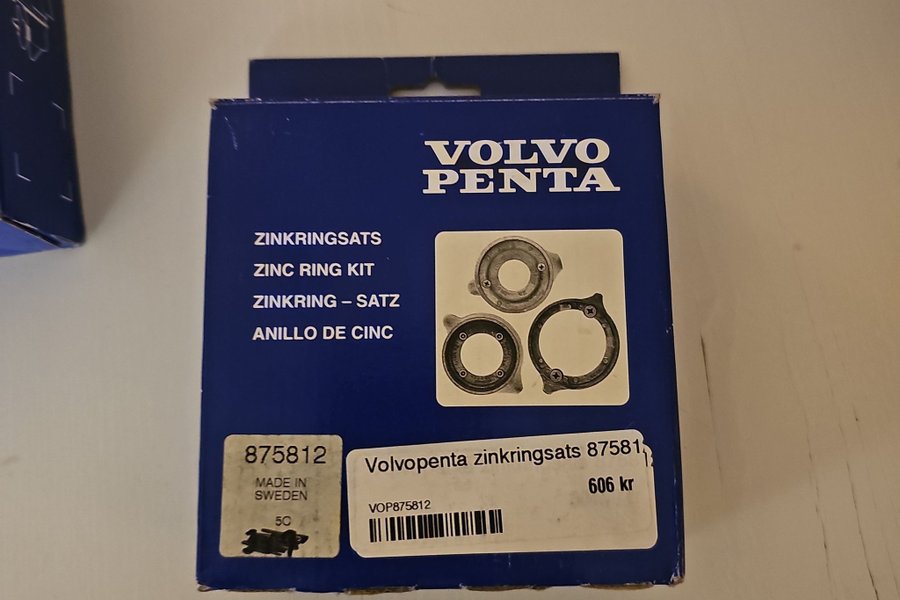 VOLVO
PENTA
ZINKRINGSATS
ZINC RING KIT
ZINKRING – SATZ
ANILLO DE CINC
875812
MADE IN
SWEDEN
5C
Volvopenta zinkringsats 87581
606 kr
VOP875812